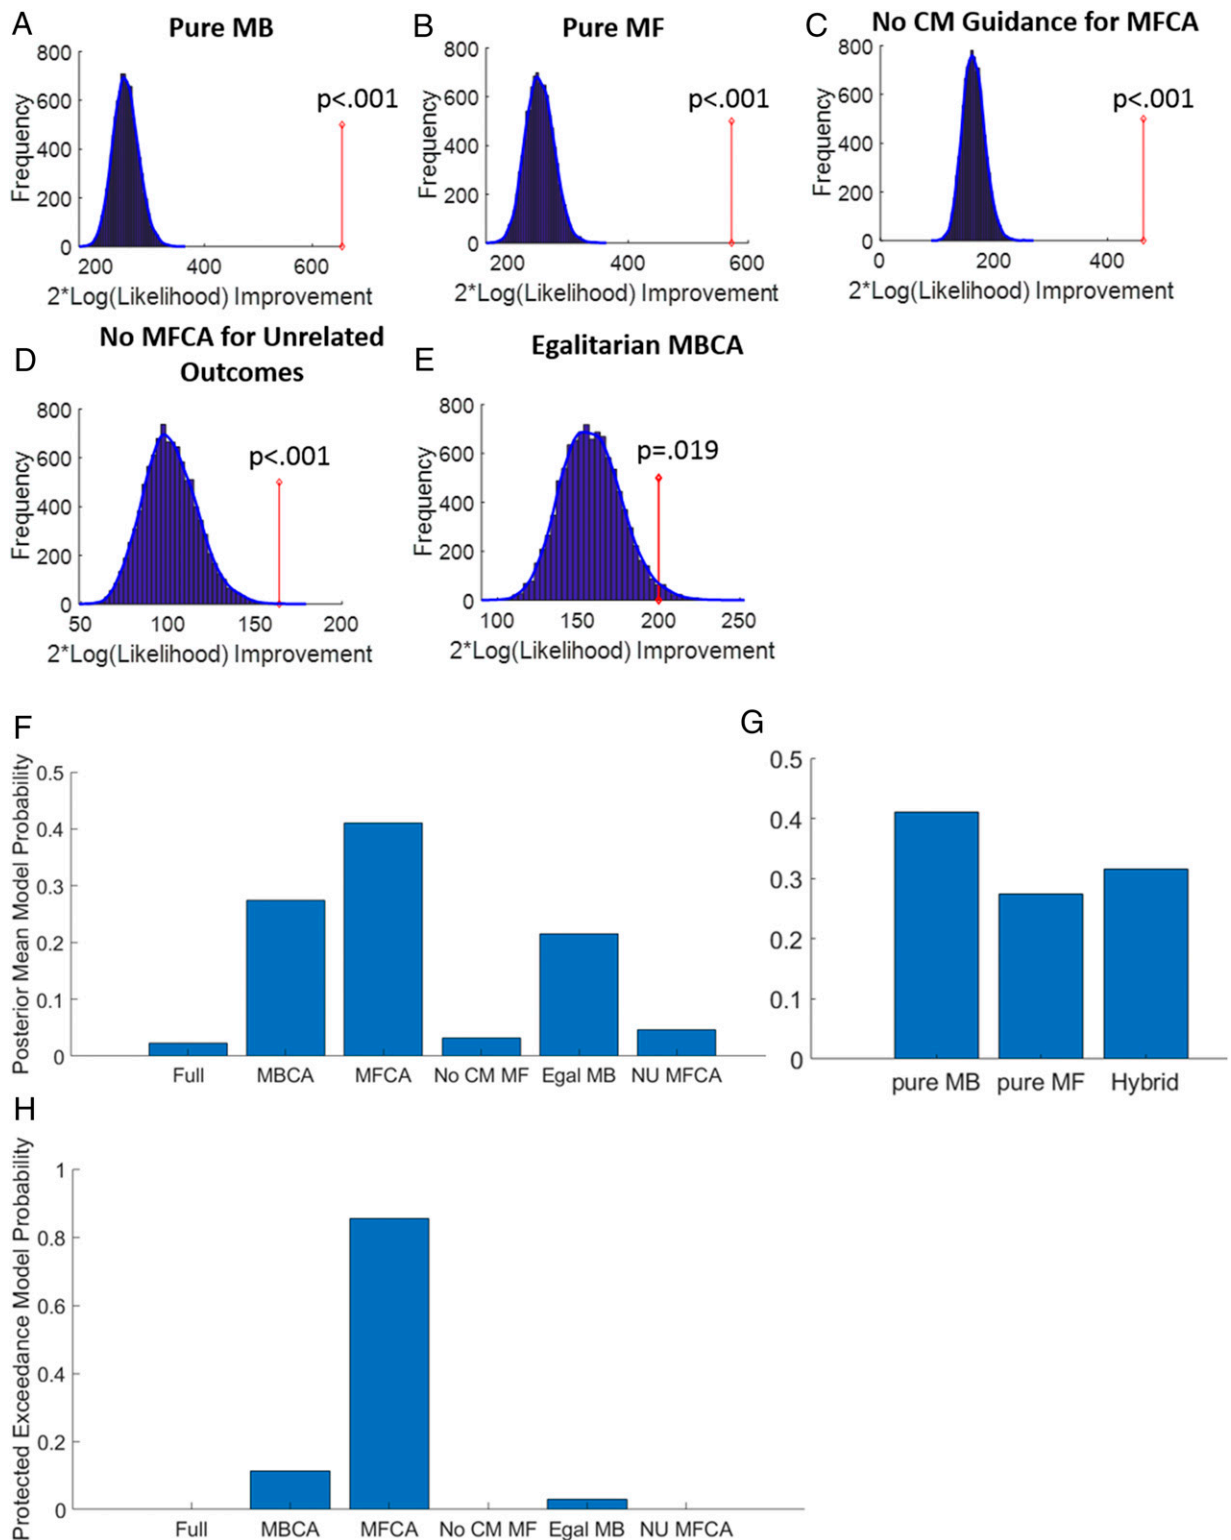 A
Pure MB
800
600
400
200
0
Frequency
p<.001
200 400 600
2*Log(Likelihood) Improvement
B
Pure MF
800
600
400
200
0
Frequency
p<.001
200 400 600
2*Log(Likelihood) Improvement
C
No CM Guidance for MFCA
800
600
400
200
0
Frequency
p<.001
0 200 400
2*Log(Likelihood) Improvement
D
No MFCA for Unrelated
Outcomes
800
600
400
200
0
Frequency
p<.001
50 100 150 200
2*Log(Likelihood) Improvement
E
Egalitarian MBCA
800
600
400
200
0
Frequency
p=.019
100 150 200 250
2*Log(Likelihood) Improvement
F
Posterior Mean Model Probability
0.5
0.4
0.3
0.2
0.1
0
Full MBCA MFCA No CM MF Egal MB NU MFCA
G
0.5
0.4
0.3
0.2
0.1
0
pure MB pure MF Hybrid
H
Protected Exceedance Model Probability
1
0.8
0.6
0.4
0.2
0
Full MBCA MFCA No CM MF Egal MB NU MFCA